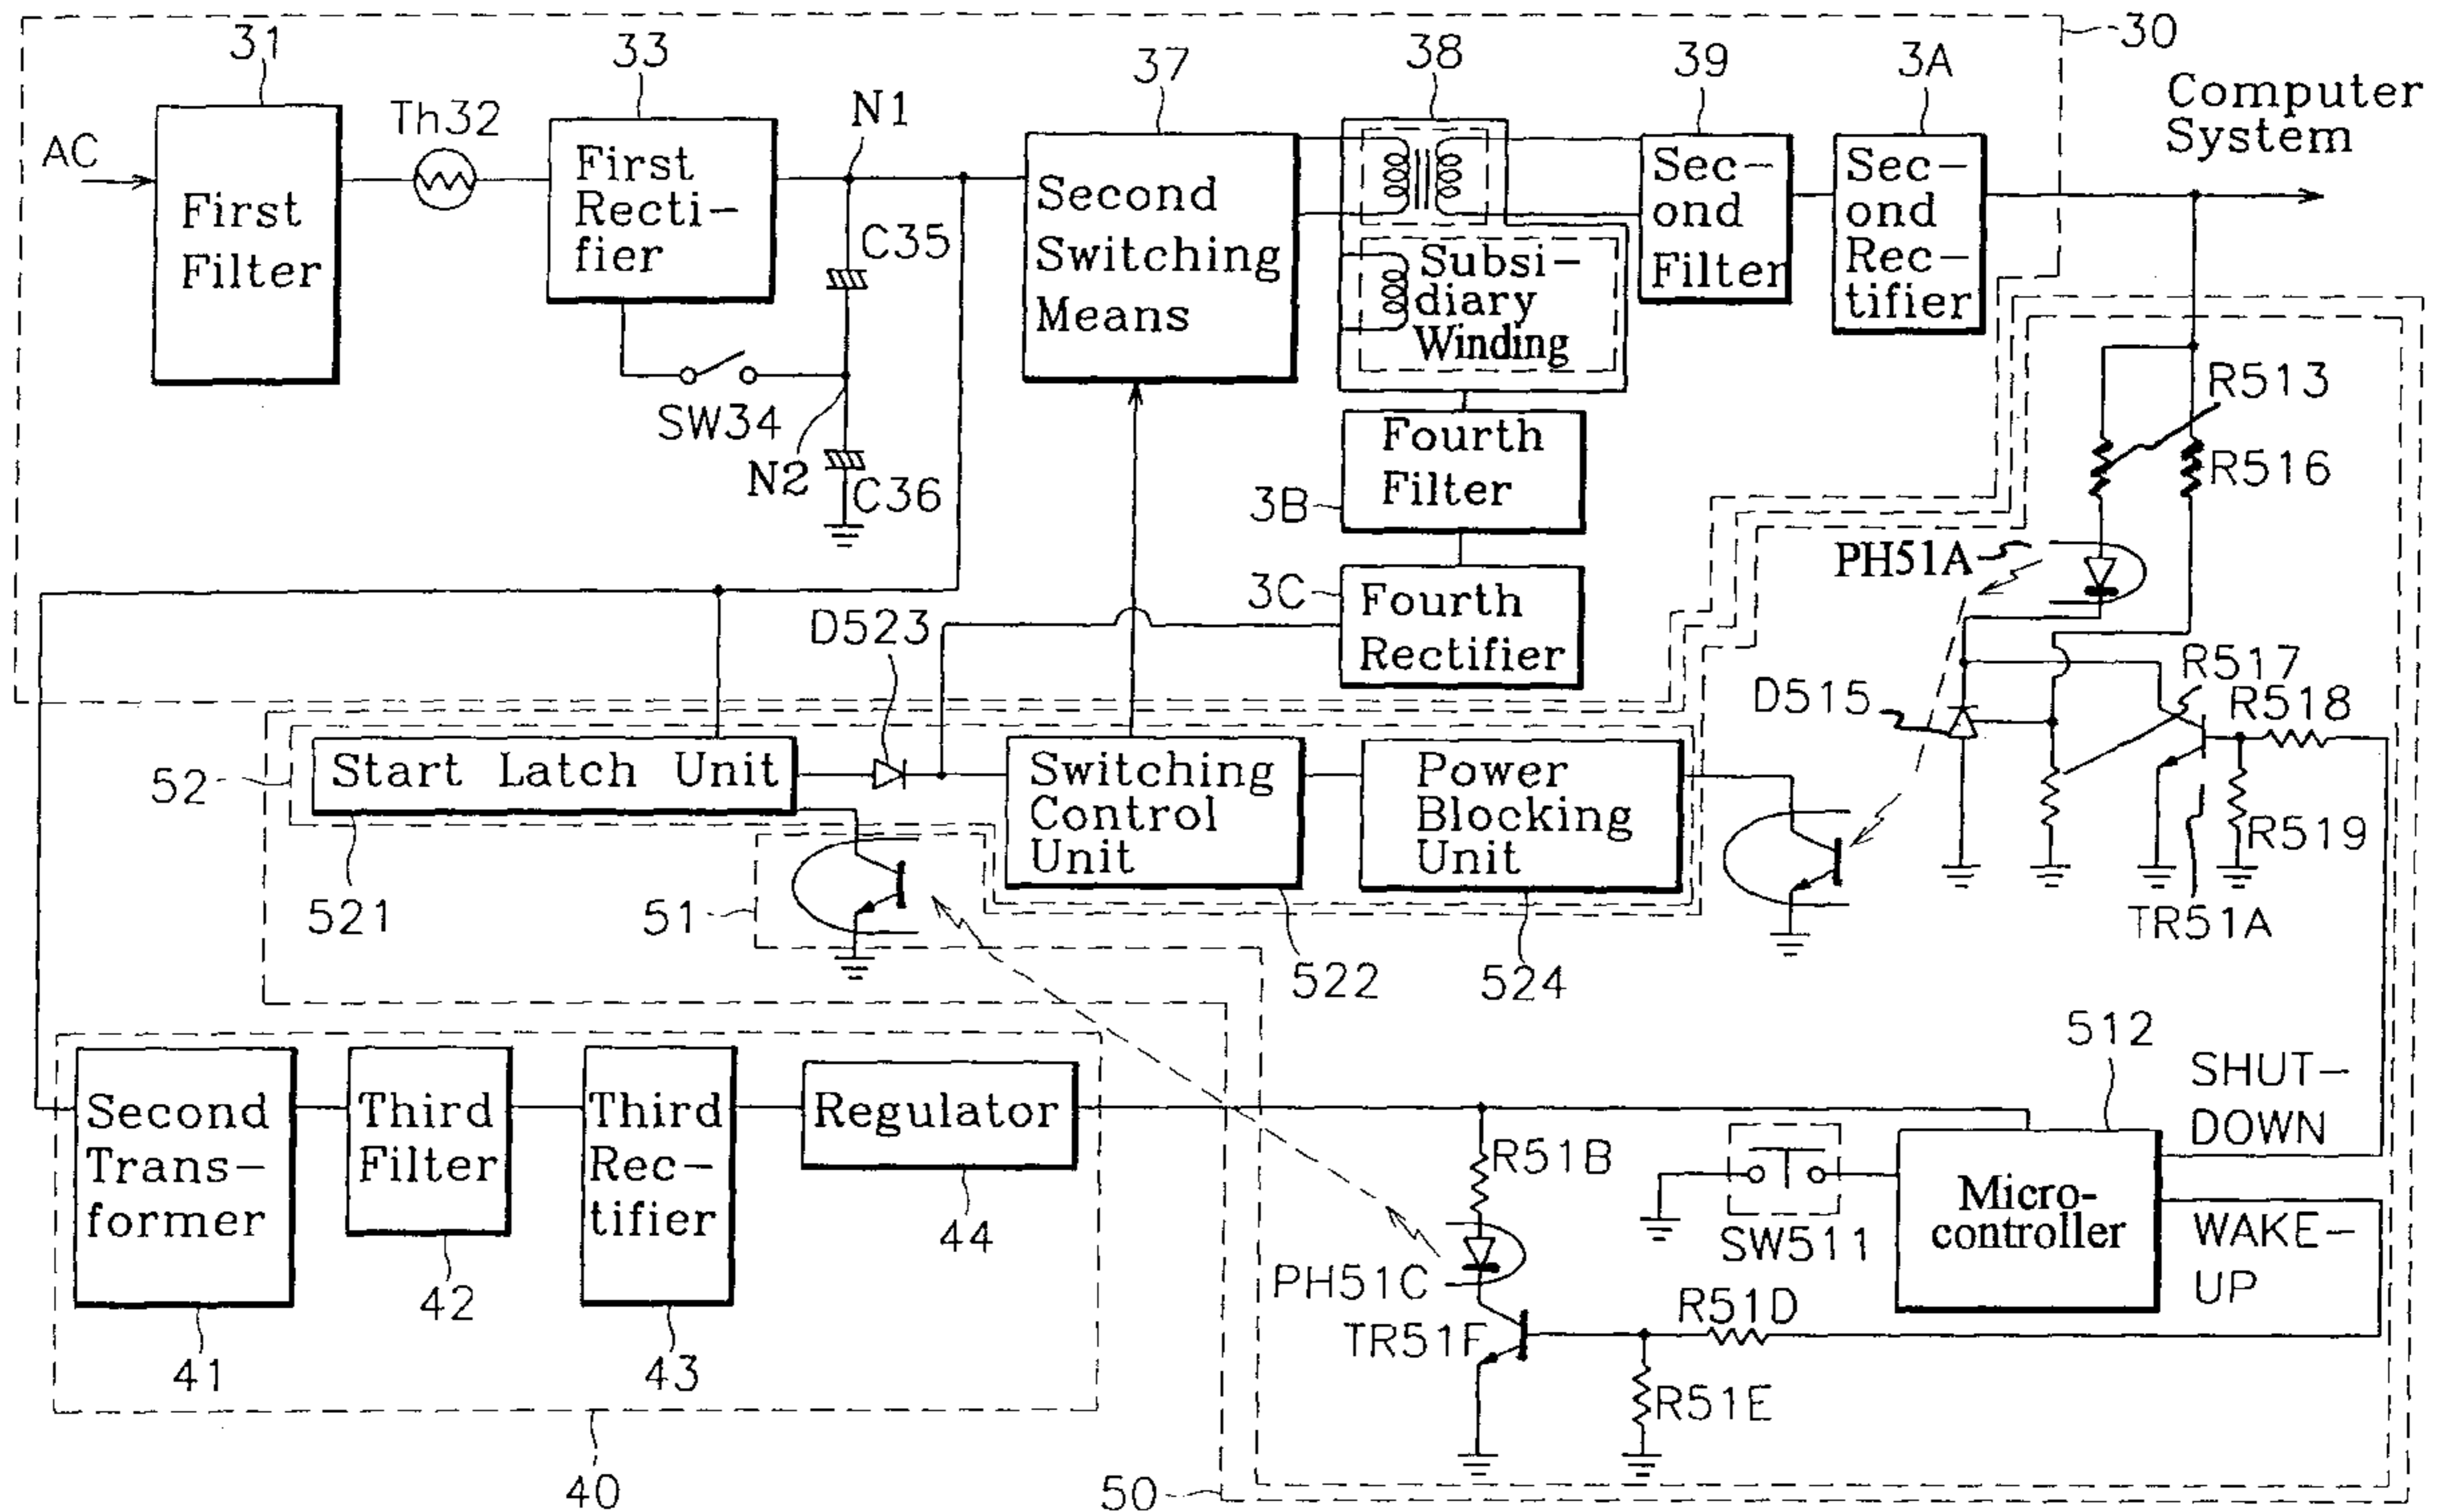 31
33
37
38
39
3A
30
AC
First
Filter
Th32
First
Recti-
fier
N1
C35
SW34
N2
C36
Second
Switching
Means
Subsi-
diary
Winding
Sec-
ond
Filter
Sec-
ond
Rec-
tifier
Computer
System
3B
Fourth
Filter
3C
Fourth
Rectifier
R513
R516
PH51A
D523
D515
R517
R518
R519
TR51A
52
Start Latch Unit
521
51
Switching
Control
Unit
522
Power
Blocking
Unit
524
Second
Trans-
former
41
Third
Filter
42
Third
Rec-
tifier
43
Regulator
44
40
50
R51B
PH51C
TR51F
R51D
R51E
SW511
512
Micro-
controller
SHUT-
DOWN
WAKE-
UP